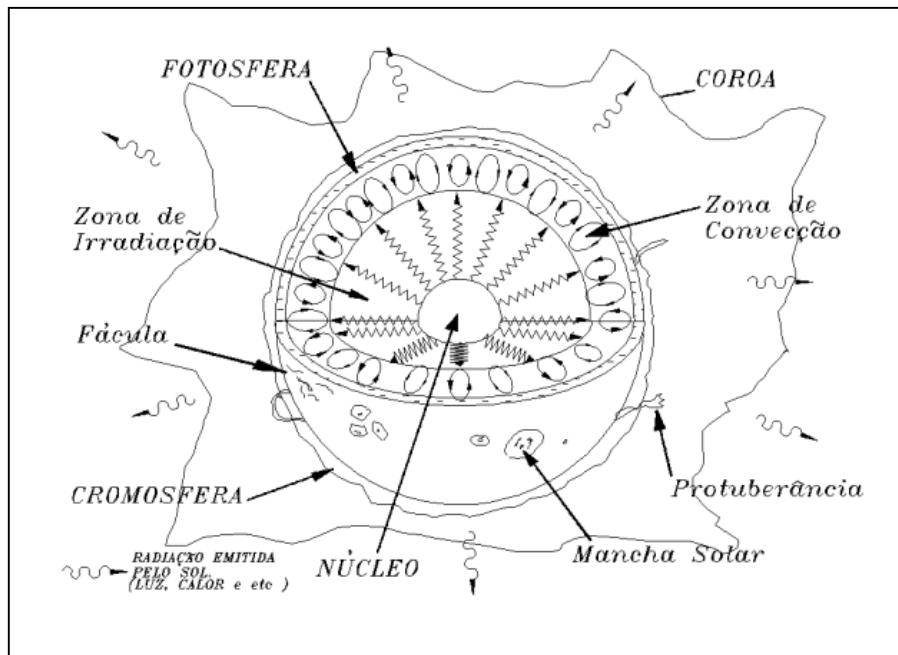 FOTOSFERA
COROA
Zona de
Irradiação
Zona de
Convecção
Fácula
CROMOSFERA
NÚCLEO
Protuberância
Mancha Solar
RADIAÇÃO EMITIDA
PELO SOL.
(LUZ, CALOR e etc)